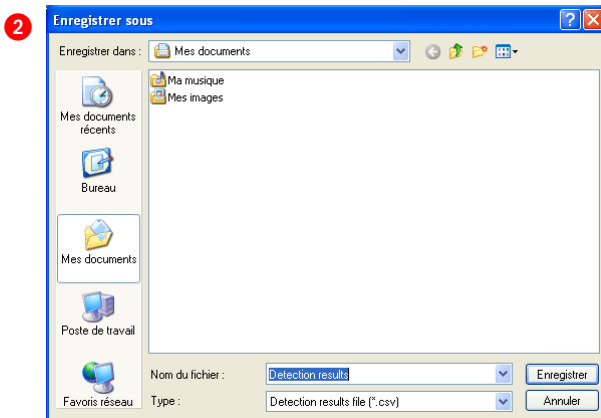 2
Enregistrer sous
Enregistrer dans :
Mes documents
Ma musique
Mes images
Mes documents
récents
Bureau
Mes documents
Poste de travail
Favoris réseau
Nom du fichier :
Detection results
Enregistrer
Type :
Detection results file (*.csv)
Annuler